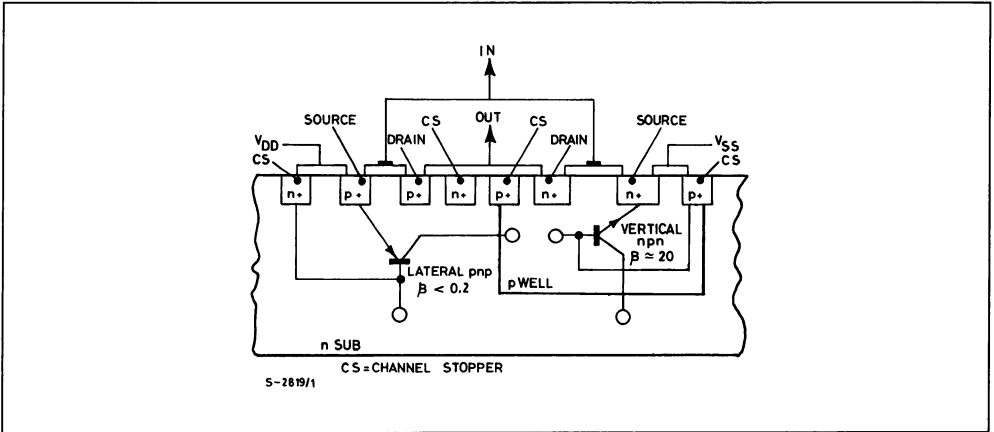 IN
SOURCE
CS
OUT
CS
SOURCE
VDD
DRAIN
DRAIN
VSS
CS
CS
n+
p+
p+
n+
p+
n+
n+
p+
VERTICAL
npn
β ≃ 20
LATERAL pnp
β < 0.2
p WELL
n SUB
CS=CHANNEL STOPPER
S-2819/1